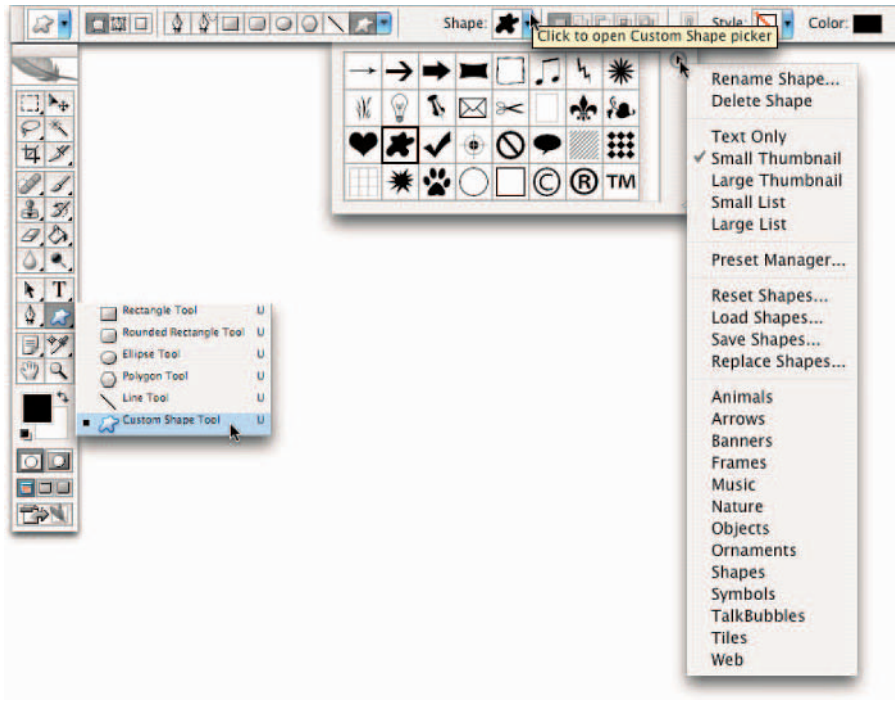 Shape:
Style:
Color:
Click to open Custom Shape picker
© ® TM
Rename Shape...
Delete Shape
Text Only
✓ Small Thumbnail
Large Thumbnail
Small List
Large List
Preset Manager...
Reset Shapes...
Load Shapes...
Save Shapes...
Replace Shapes...
Animals
Arrows
Banners
Frames
Music
Nature
Objects
Ornaments
Shapes
Symbols
TalkBubbles
Tiles
Web
T
Rectangle Tool U
Rounded Rectangle Tool U
Ellipse Tool U
Polygon Tool U
Line Tool U
Custom Shape Tool U